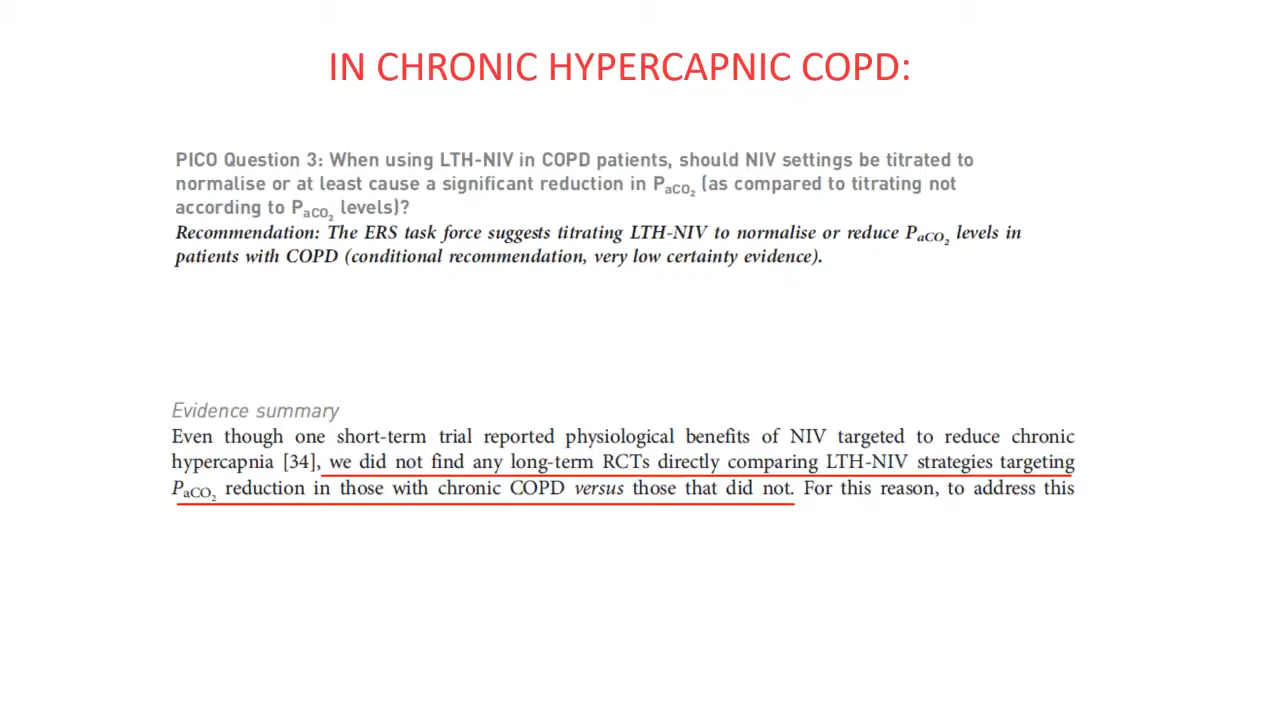 IN CHRONIC HYPERCAPNIC COPD:
PICO Question 3: When using LTH-NIV in COPD patients, should NIV settings be titrated to
normalise or at least cause a significant reduction in PaCO2 (as compared to titrating not
according to PaCO2 levels)?
Recommendation: The ERS task force suggests titrating LTH-NIV to normalise or reduce PaCO2 levels in
patients with COPD (conditional recommendation, very low certainty evidence).
Evidence summary
Even though one short-term trial reported physiological benefits of NIV targeted to reduce chronic
hypercapnia [34], we did not find any long-term RCTs directly comparing LTH-NIV strategies targeting
PaCO2 reduction in those with chronic COPD versus those that did not. For this reason, to address this